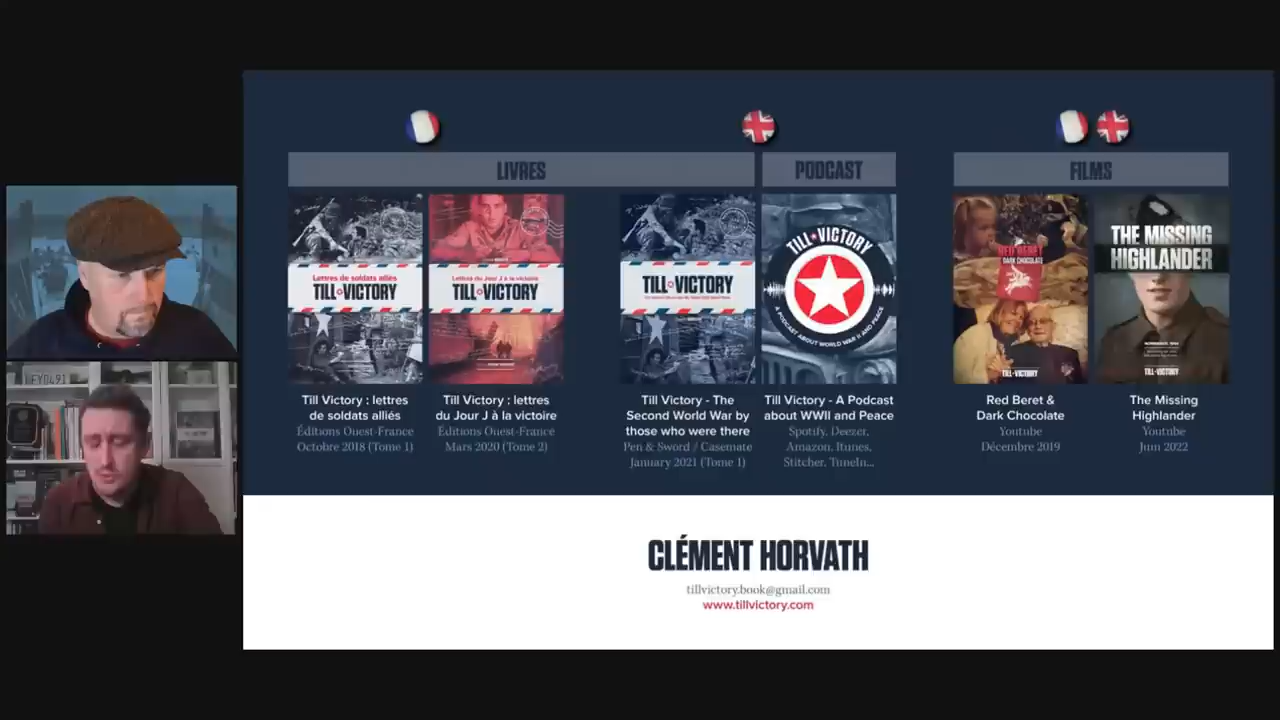 LIVRES
PODCAST
FILMS
Lettres de soldats alliés
TILL VICTORY
Lettres du Jour J à la victoire
TILL VICTORY
TILL VICTORY
TILL VICTORY
A PODCAST ABOUT WORLD WAR II AND PEACE
RED BERET
DARK CHOCOLATE
TILL VICTORY
THE MISSING
HIGHLANDER
TILL VICTORY
Till Victory : lettres
de soldats alliés
Éditions Ouest-France
Octobre 2018 (Tome 1)
Till Victory : lettres
du Jour J à la victoire
Éditions Ouest-France
Mars 2020 (Tome 2)
Till Victory - The
Second World War by
those who were there
Pen & Sword / Casemate
January 2021 (Tome 1)
Till Victory - A Podcast
about WWII and Peace
Spotify, Deezer,
Amazon, Itunes,
Stitcher, TuneIn...
Red Beret &
Dark Chocolate
Youtube
Décembre 2019
The Missing
Highlander
Youtube
Juin 2022
CLÉMENT HORVATH
tillvictory.book@gmail.com
www.tillvictory.com